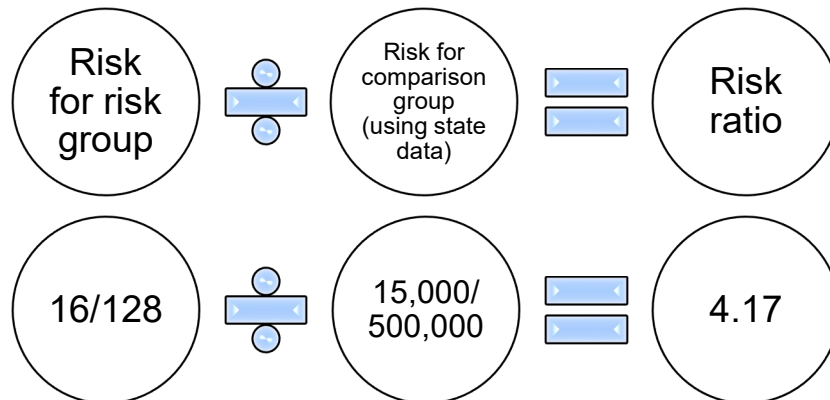 Risk
for risk
group
Risk for
comparison
group
(using state
data)
Risk
ratio
16/128
15,000/
500,000
4.17